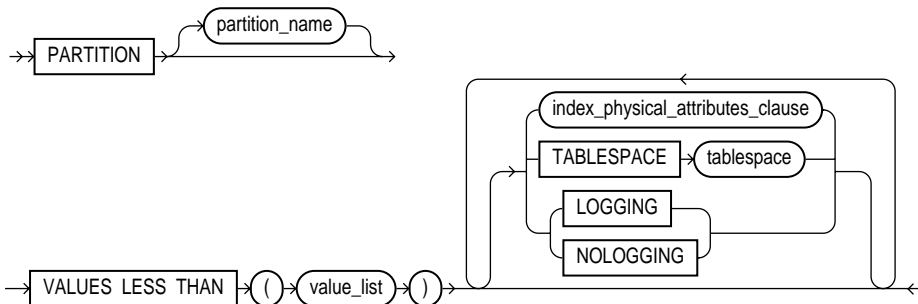 partition_name
PARTITION
index_physical_attributes_clause
TABLESPACE tablespace
LOGGING
NOLOGGING
VALUES LESS THAN ( value_list )